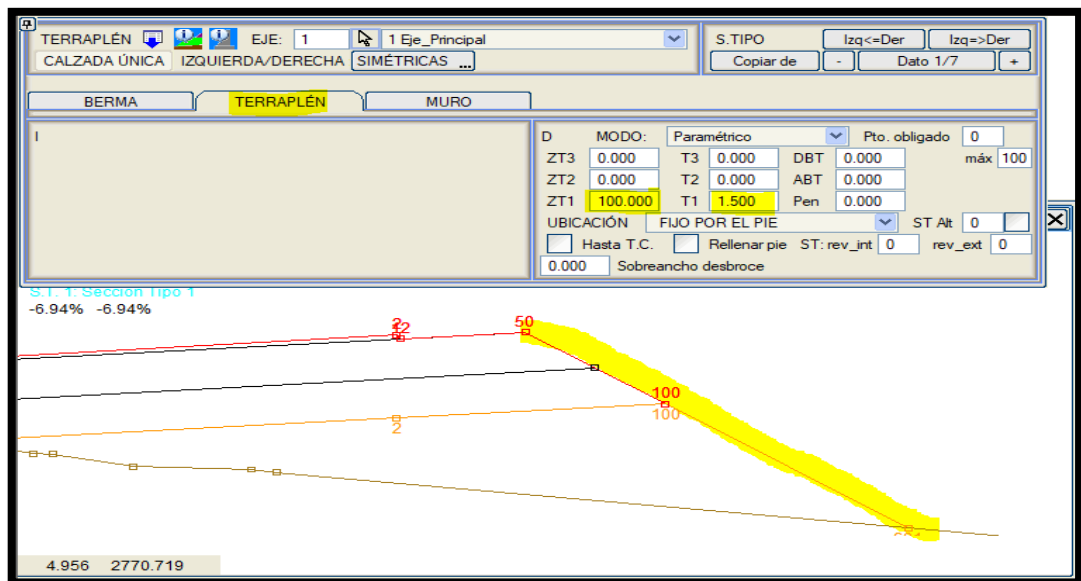 TERRAPLÉN EJE: 1 1 Eje_Principal S.TIPO Izq<=Der Izq=>Der
CALZADA ÚNICA IZQUIERDA/DERECHA SIMÉTRICAS ... Copiar de - Dato 1/7 +
BERMA TERRAPLÉN MURO
I
D MODO: Paramétrico Pto. obligado 0
ZT3 0.000 T3 0.000 DBT 0.000 máx 100
ZT2 0.000 T2 0.000 ABT 0.000
ZT1 100.000 T1 1.500 Pen 0.000
UBICACIÓN FIJO POR EL PIE ST Alt 0
Hasta T.C. Rellenar pie ST: rev_int 0 rev_ext 0
0.000 Sobreancho desbroce
S.T. 1: Sección Tipo 1
-6.94% -6.94%
2
12
50
100
100
2
4.956 2770.719